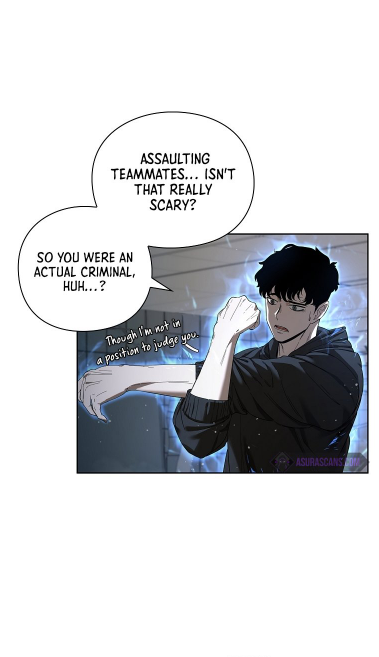 ASSAULTING
TEAMMATES... ISN'T
THAT REALLY
SCARY?
SO YOU WERE AN
ACTUAL CRIMINAL,
HUH...?
Though I'm not in
a position to judge you.
ASURASCANS.COM